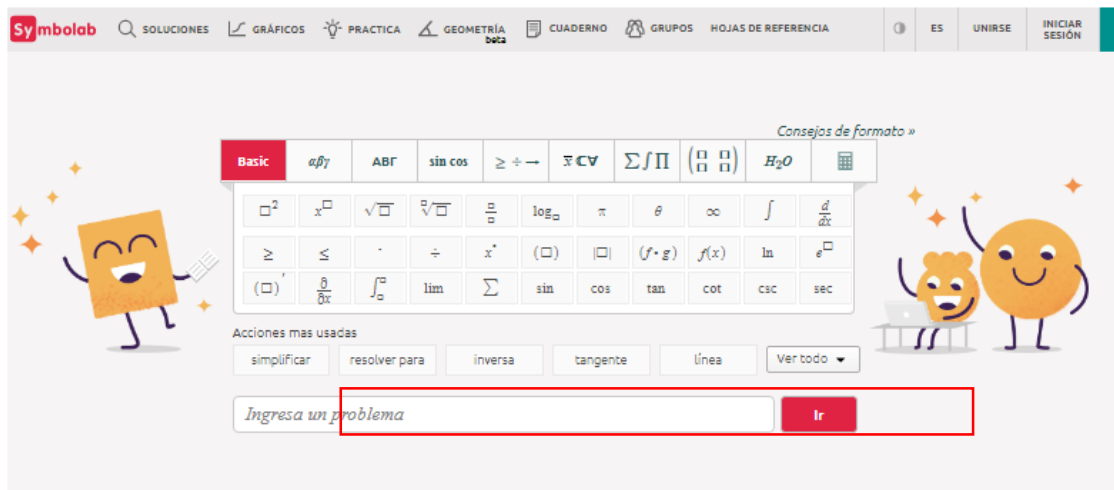 Symbolab SOLUCIONES GRÁFICOS PRACTICA GEOMETRÍA beta CUADERNO GRUPOS HOJAS DE REFERENCIA ES UNIRSE INICIAR SESIÓN
Consejos de formato »
Basic αβγ ΑΒΓ sin cos ≥ ÷ → x̄ ℂ ∀ ∑ ∫ ∏ (□ □ □ □) H₂O
□² x^□ √□ ^□√□ □/□ log_□ π θ ∞ ∫ d/dx
≥ ≤ · ÷ x° (□) |□| (f∘g) f(x) ln e^□
(□)′ ∂/∂x ∫_□^□ lim ∑ sin cos tan cot csc sec
Acciones mas usadas
simplificar resolver para inversa tangente línea Ver todo
Ingresa un problema Ir